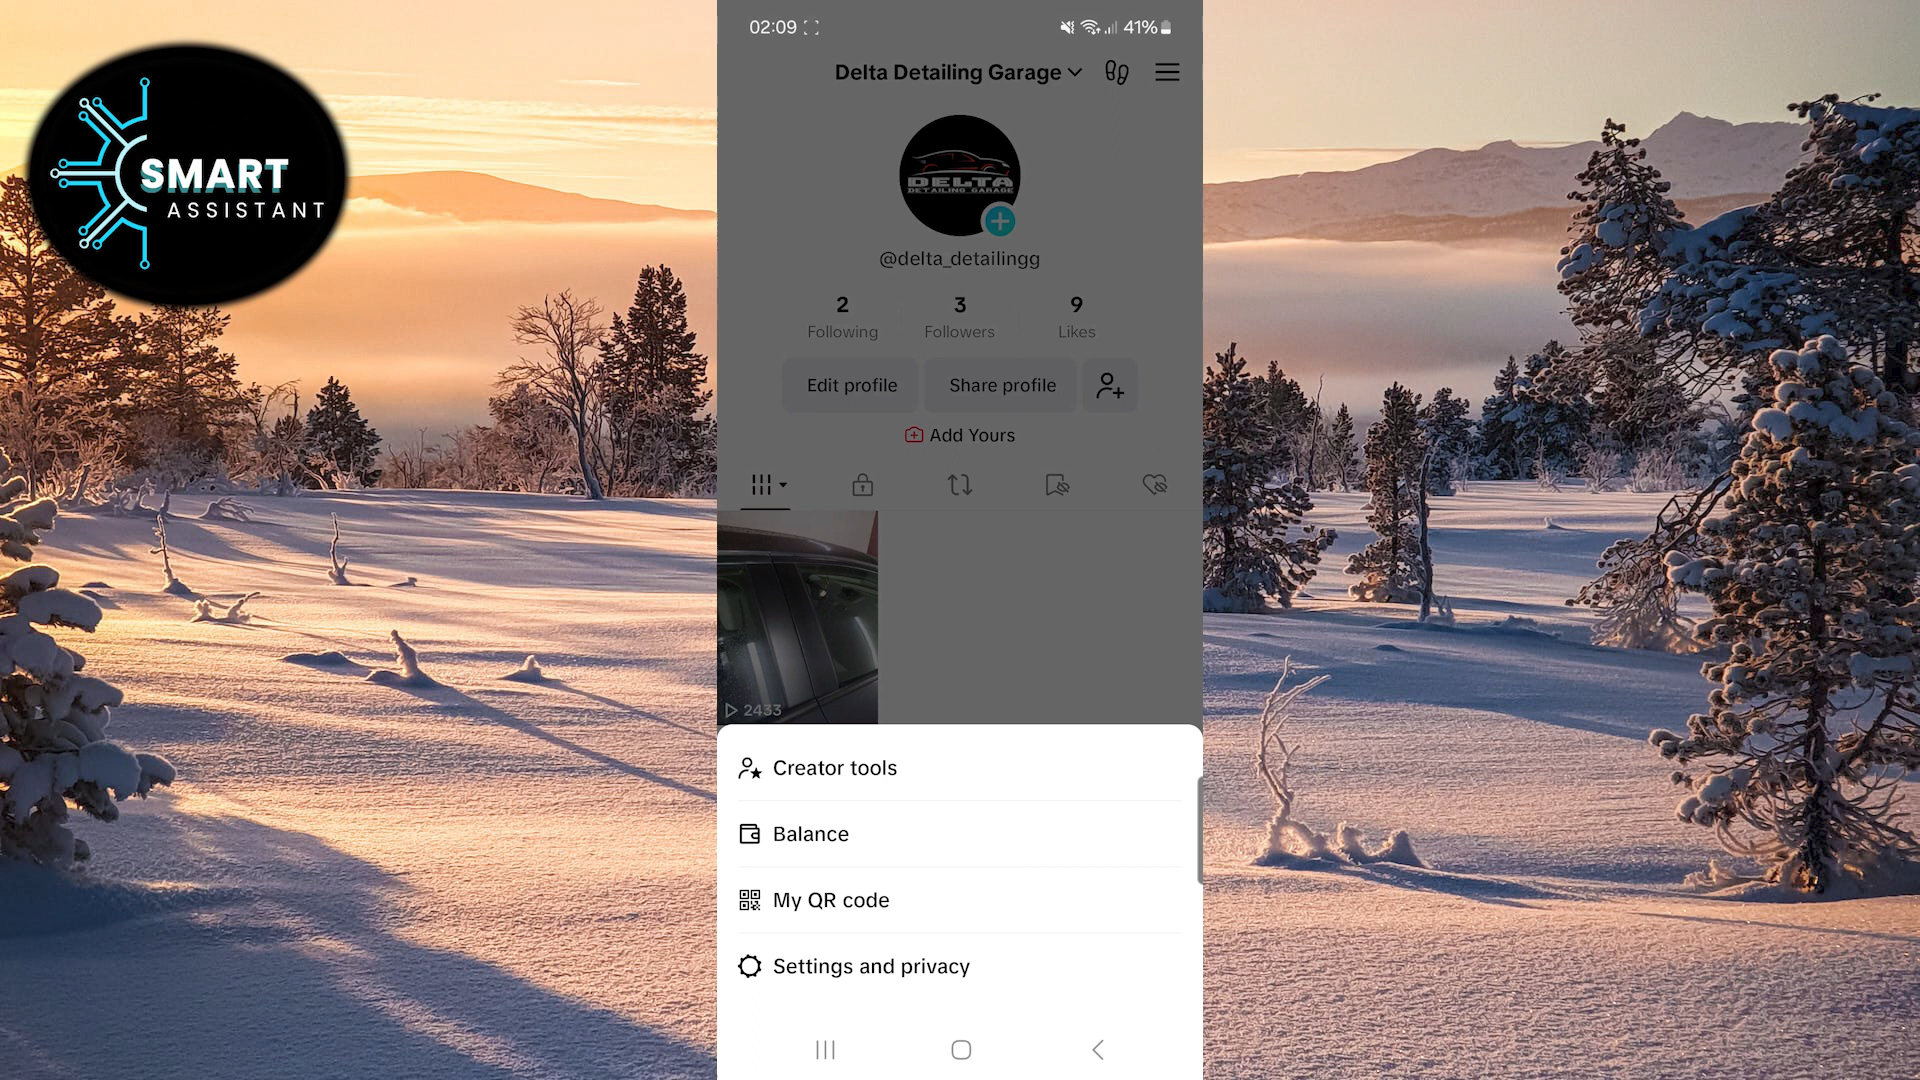 SMART
ASSISTANT
02:09
41%
Delta Detailing Garage
DELTA
DETAILING GARAGE
@delta_detailingg
2
Following
3
Followers
9
Likes
Edit profile
Share profile
Add Yours
2433
Creator tools
Balance
My QR code
Settings and privacy